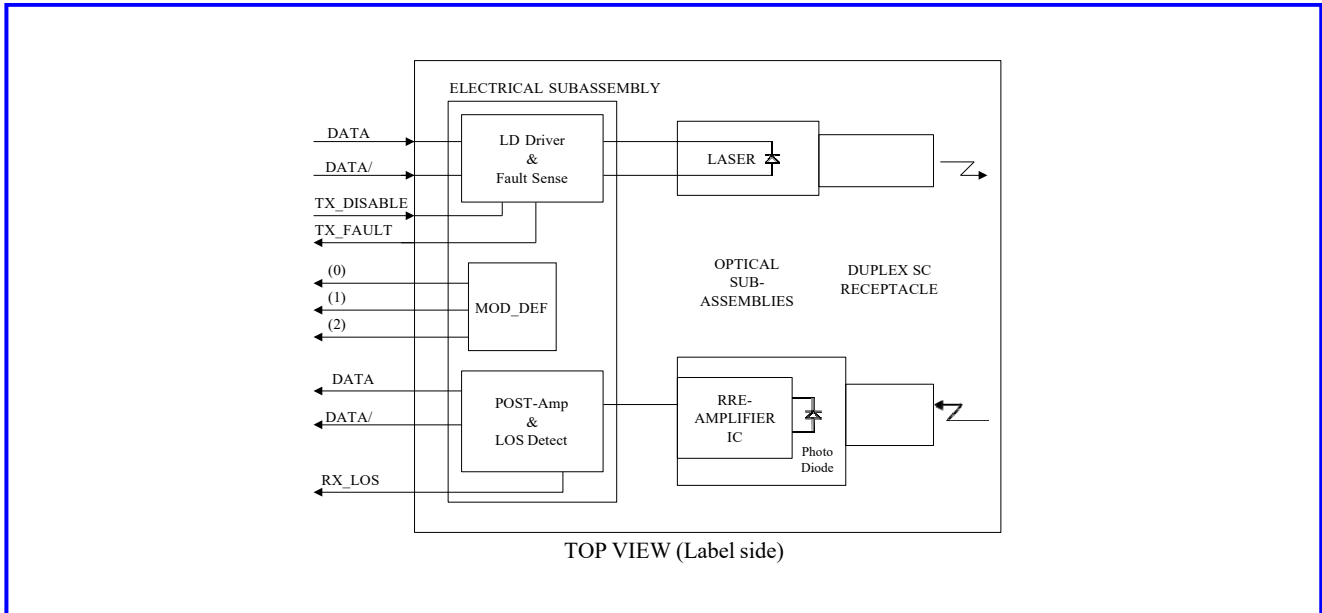 ELECTRICAL SUBASSEMBLY
DATA
DATA/
TX_DISABLE
TX_FAULT
LD Driver
&
Fault Sense
LASER
(0)
(1)
(2)
MOD_DEF
OPTICAL
SUB-
ASSEMBLIES
DUPLEX SC
RECEPTACLE
DATA
DATA/
RX_LOS
POST-Amp
&
LOS Detect
RRE-
AMPLIFIER
IC
Photo
Diode
TOP VIEW (Label side)